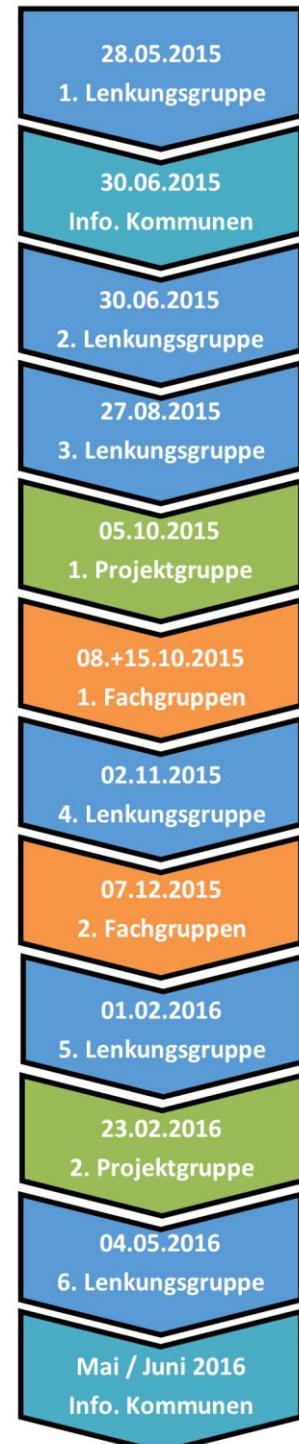 28.05.2015
1. Lenkungsgruppe
30.06.2015
Info. Kommunen
30.06.2015
2. Lenkungsgruppe
27.08.2015
3. Lenkungsgruppe
05.10.2015
1. Projektgruppe
08.+15.10.2015
1. Fachgruppen
02.11.2015
4. Lenkungsgruppe
07.12.2015
2. Fachgruppen
01.02.2016
5. Lenkungsgruppe
23.02.2016
2. Projektgruppe
04.05.2016
6. Lenkungsgruppe
Mai / Juni 2016
Info. Kommunen